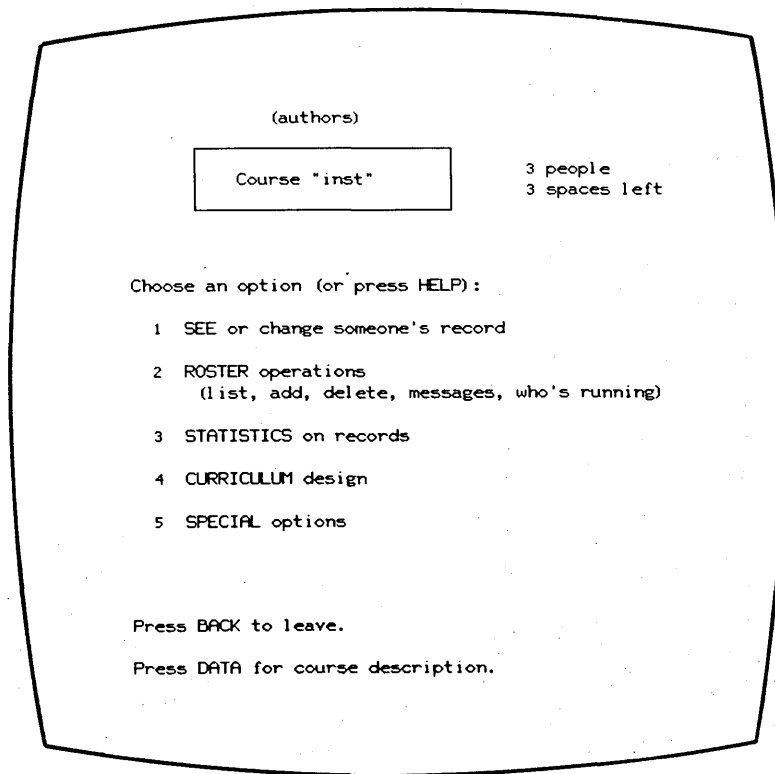 (authors)
Course "inst"
3 people
3 spaces left
Choose an option (or press HELP):
1 SEE or change someone's record
2 ROSTER operations
(list, add, delete, messages, who's running)
3 STATISTICS on records
4 CURRICULUM design
5 SPECIAL options
Press BACK to leave.
Press DATA for course description.